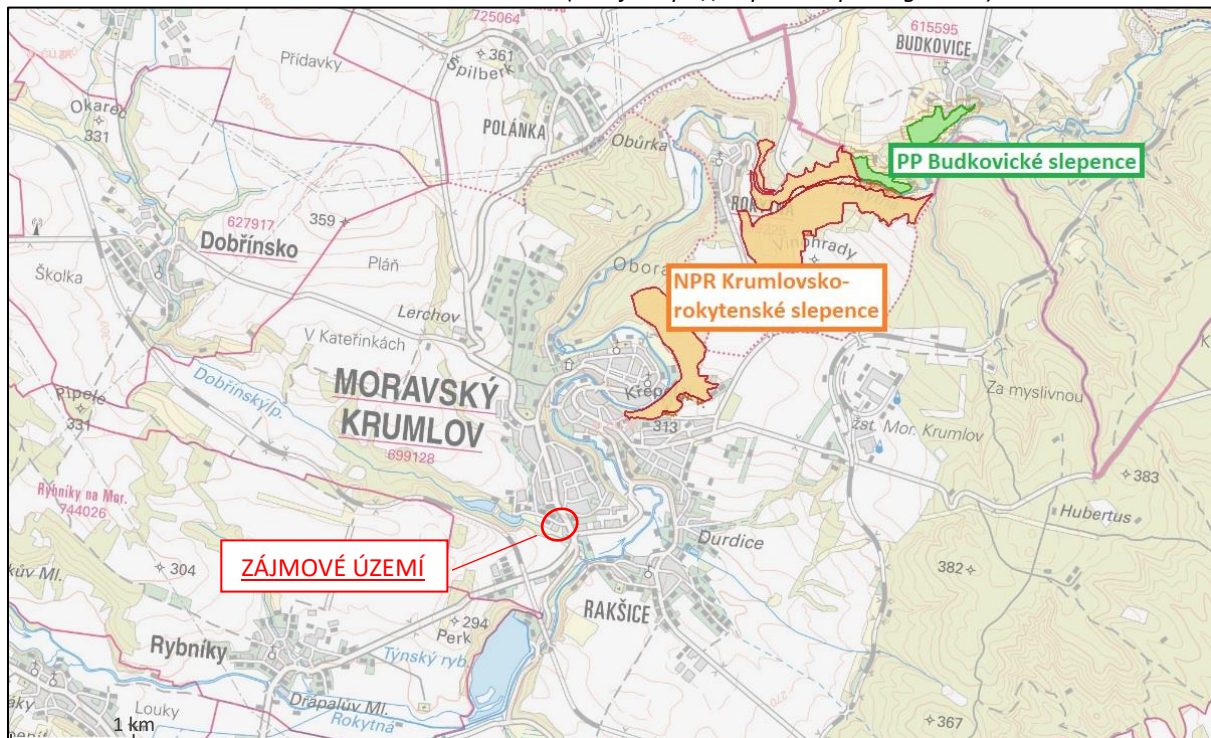 725064
615595
BUDKOVICE
361
Přídavky
Špilberk
Okarec
331
POLÁNKA
Obůrka
PP Budkovické slepence
359
627917
Dobřínsko
Vinohrady
Školka
Pláň
Obora
NPR Krumlovsko-
rokytenské slepence
Lerchov
V Kateřinkách
Za myslivnou
Dobřínský p.
MORAVSKÝ
KRUMLOV
Pipele
331
313
žst. Mor. Krumlov
699128
383
Rybníky na Mor.
744026
Hubertus
Durdice
ZÁJMOVÉ ÚZEMÍ
304
382
RAKŠICE
294
Perk
Rybníky
Týnský ryb.
Drápalův Ml.
Louky
Rokytná
367
1 km